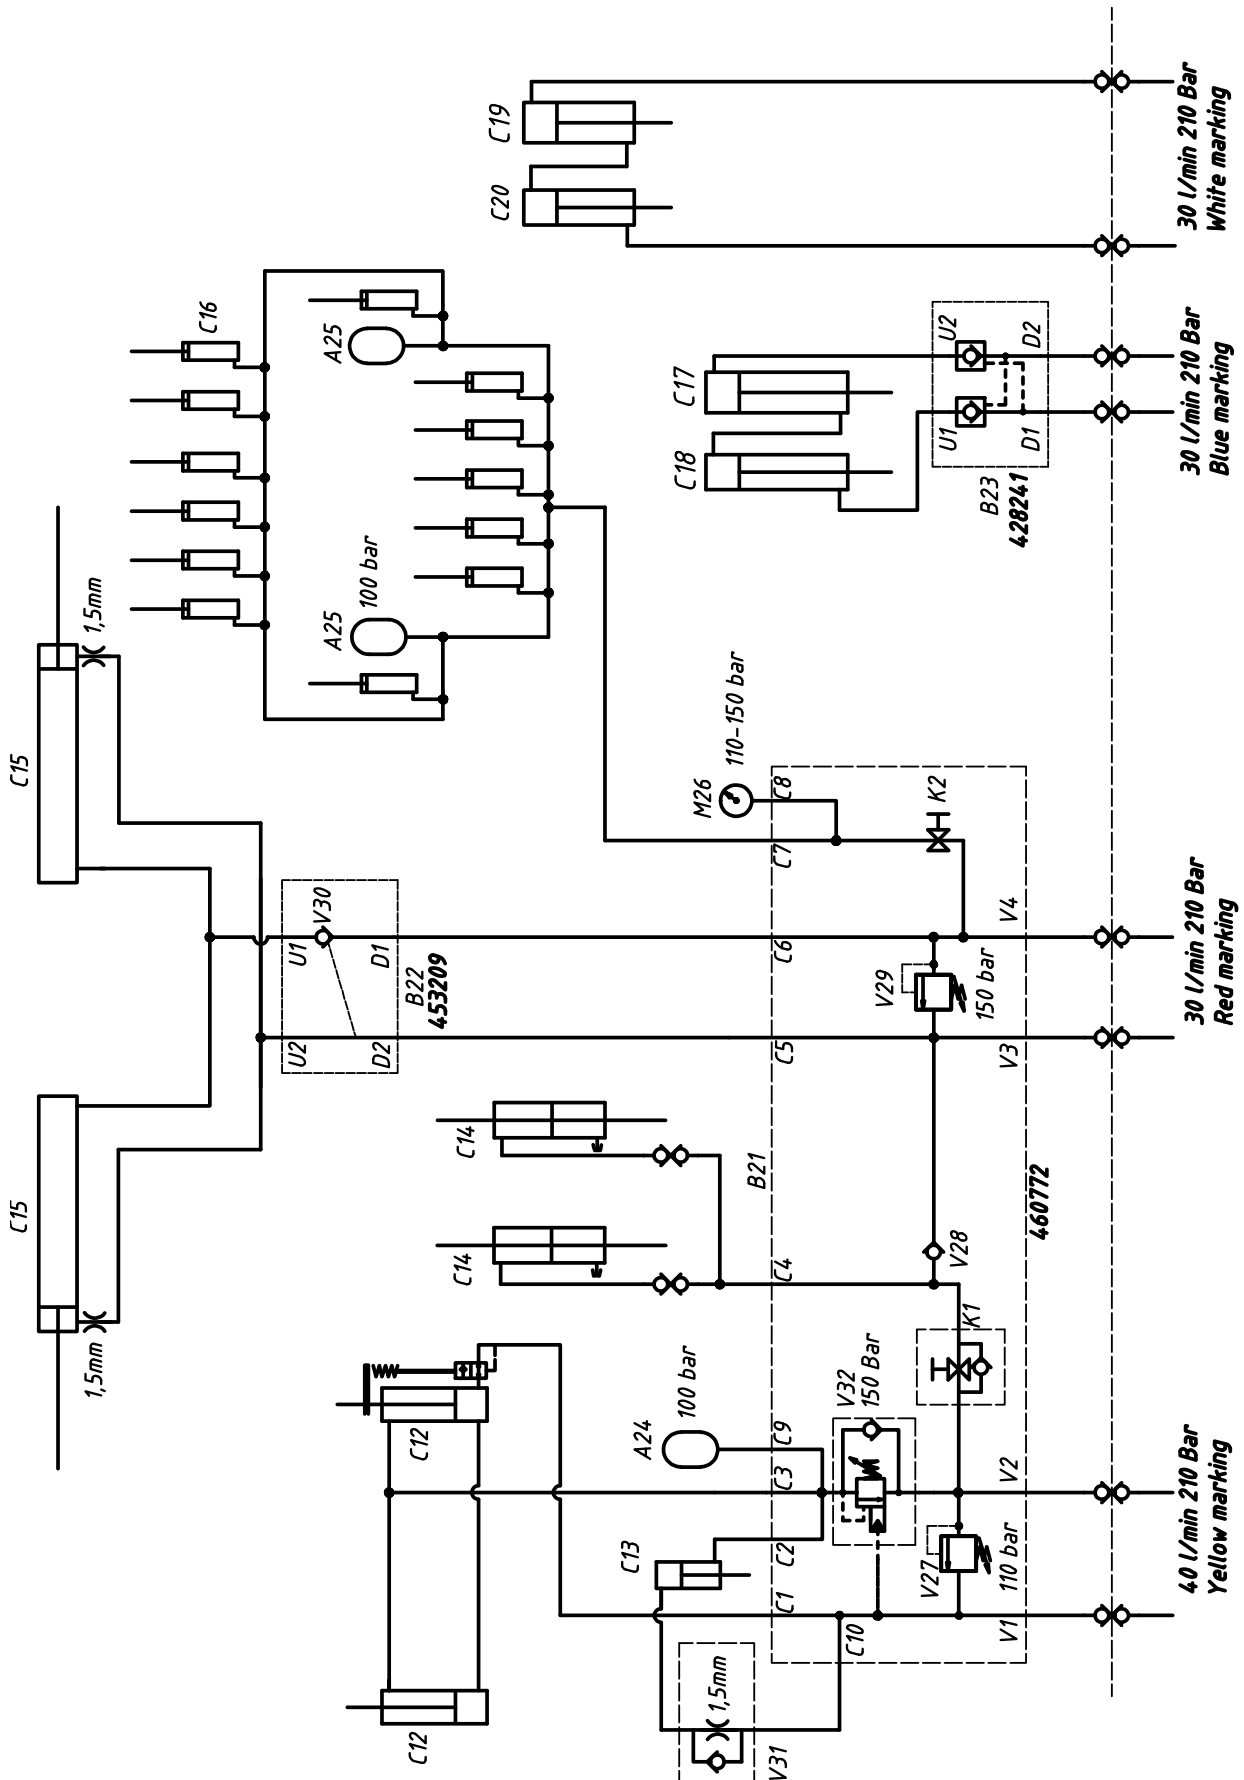 C19
C20
30 l/min 210 Bar
White marking
C16
A25
U2
D2
C17
C18
U1
D1
B23
428241
30 l/min 210 Bar
Blue marking
1,5mm
A25
100 bar
C15
M26
110-150 bar
C8
C7
K2
V30
U1
D1
B22
453209
C6
V4
V29
150 bar
U2
D2
C5
V3
30 l/min 210 Bar
Red marking
C15
1,5mm
C14
C14
B21
C4
460772
V28
K1
C12
A24
100 bar
C9
C3
V32
150 Bar
V2
C13
C2
C1
V27
110 bar
C10
V1
40 l/min 210 Bar
Yellow marking
C12
1,5mm
V31